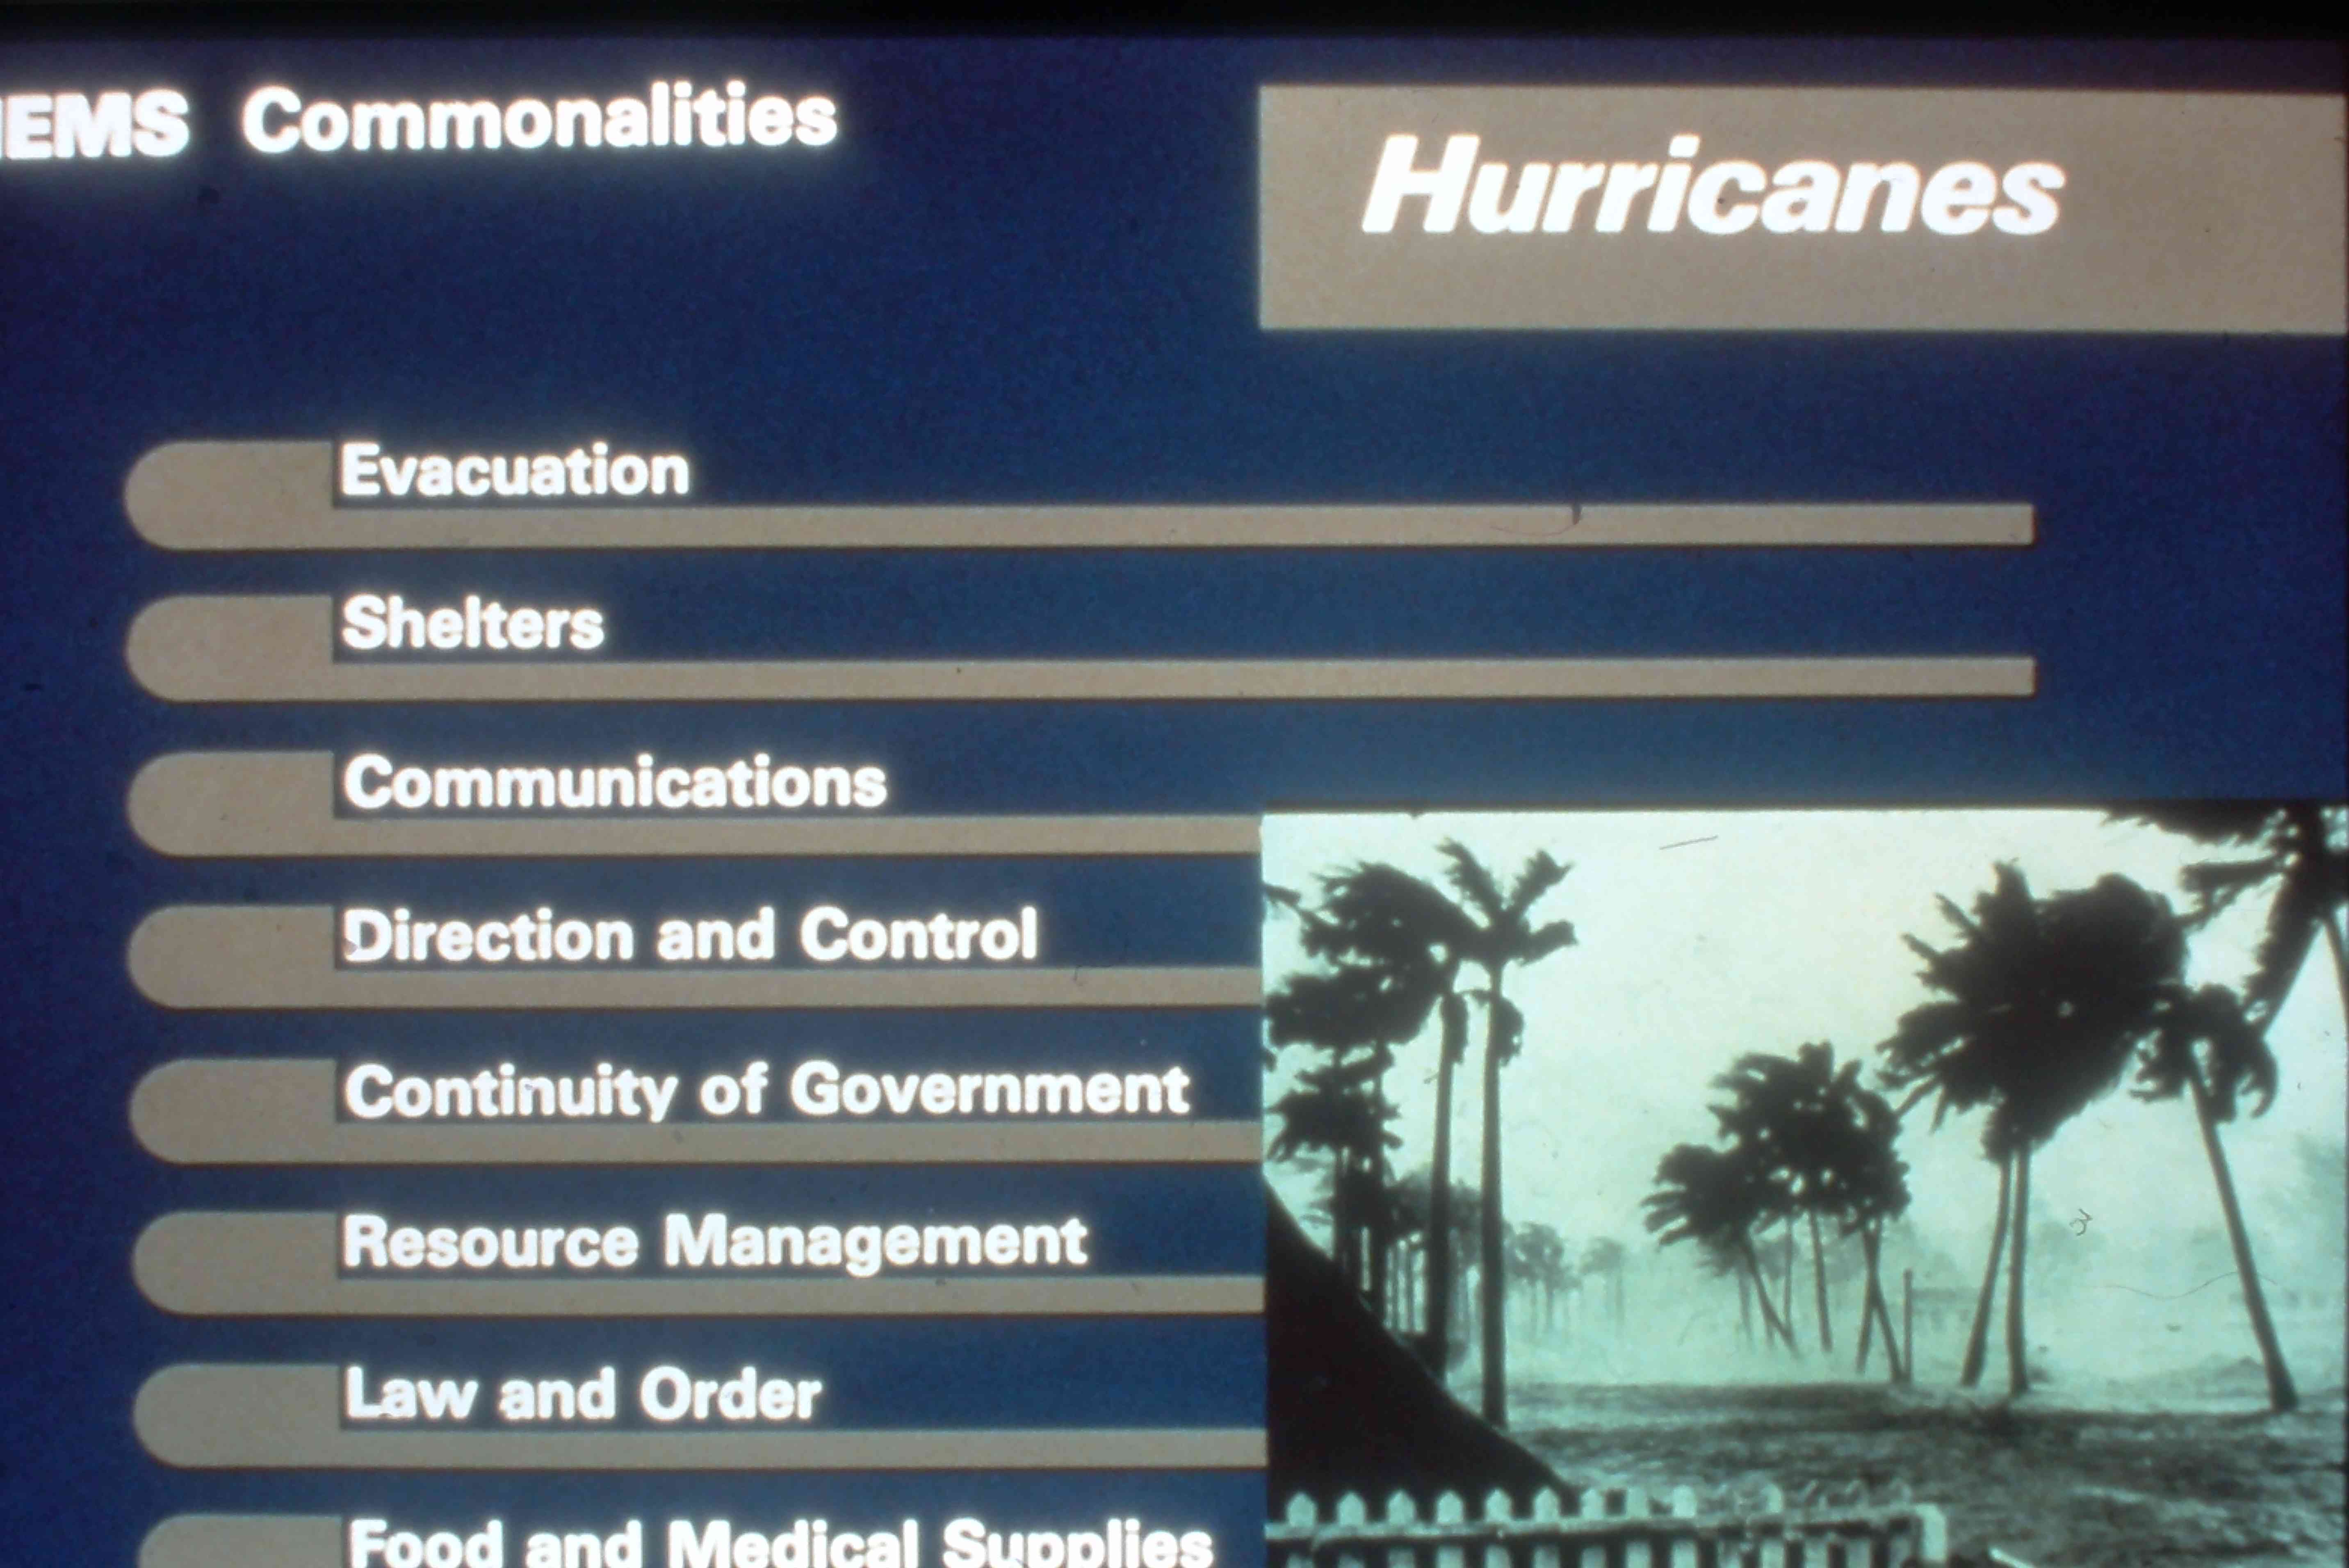 IEMS Commonalities
Hurricanes
Evacuation
Shelters
Communications
Direction and Control
Continuity of Government
Resource Management
Law and Order
Food and Medical Supplies